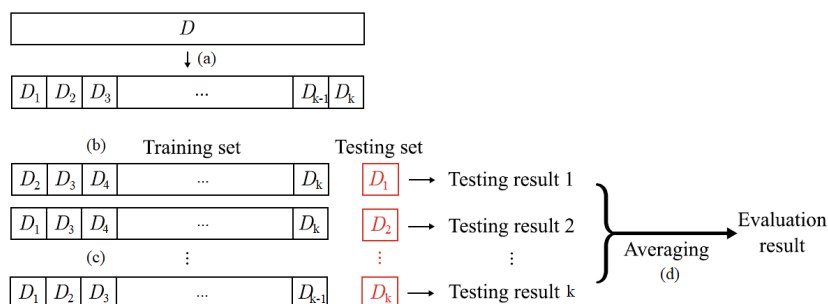 D
(a)
D₁ D₂ D₃ ... Dₖ₋₁ Dₖ
(b) Training set Testing set
D₂ D₃ D₄ ... Dₖ D₁ Testing result 1
D₁ D₃ D₄ ... Dₖ D₂ Testing result 2
(c) ⋮ ⋮ ⋮
D₁ D₂ D₃ ... Dₖ₋₁ Dₖ Testing result k
Averaging
(d)
Evaluation
result